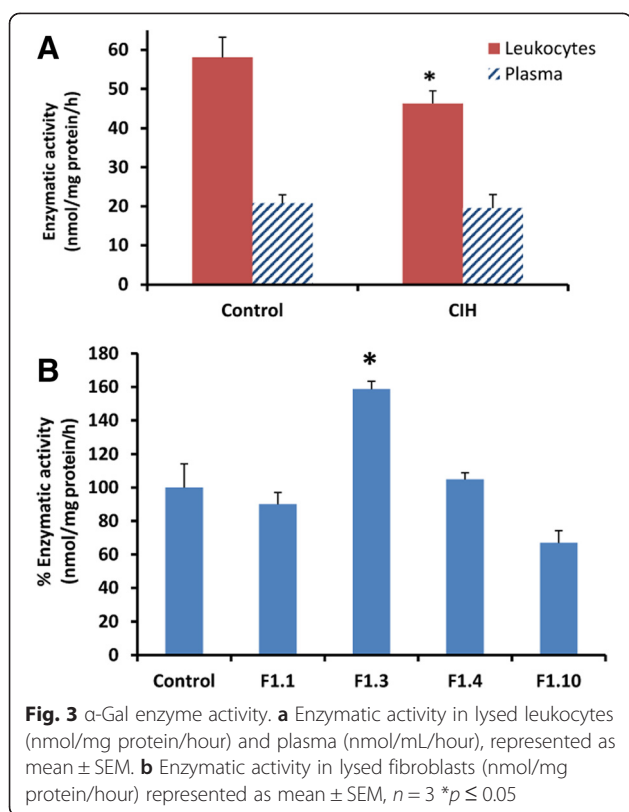 A
Enzymatic activity
(nmol/mg protein/h)
60
50
40
30
20
10
0
*
Leukocytes
Plasma
Control CIH
B
% Enzymatic activity
(nmol/mg protein/h)
180
160
140
120
100
80
60
40
20
0
*
Control F1.1 F1.3 F1.4 F1.10
Fig. 3 α-Gal enzyme activity. a Enzymatic activity in lysed leukocytes
(nmol/mg protein/hour) and plasma (nmol/mL/hour), represented as
mean ± SEM. b Enzymatic activity in lysed fibroblasts (nmol/mg
protein/hour) represented as mean ± SEM, n = 3 *p ≤ 0.05